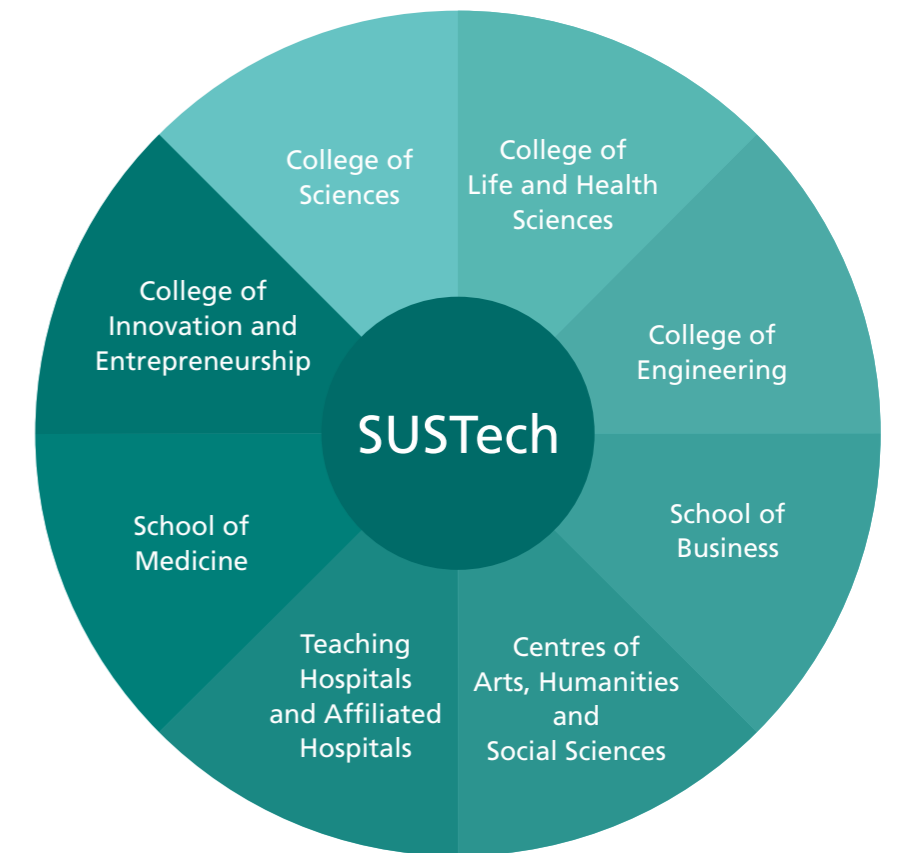 College of
Sciences
College of
Life and Health
Sciences
College of
Engineering
School of
Business
Centres of
Arts, Humanities
and
Social Sciences
Teaching
Hospitals
and Affiliated
Hospitals
School of
Medicine
College of
Innovation and
Entrepreneurship
SUSTech